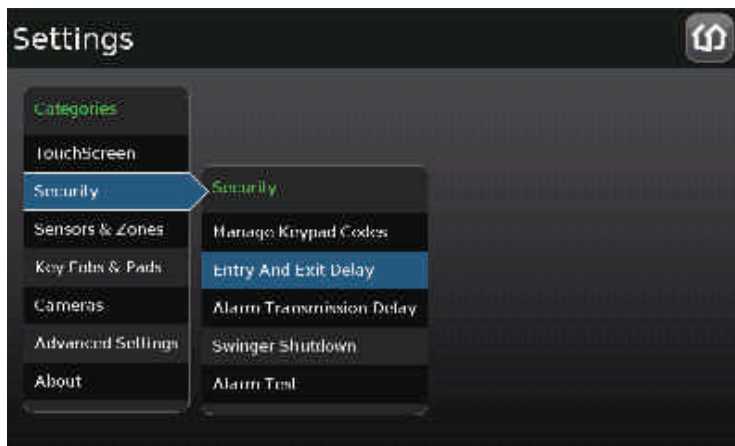 Settings
Categories
TouchScreen
Security
Sensors & Zones
Key Fobs & Pads
Cameras
Advanced Settings
About
Security
Manage Keypad Codes
Entry And Exit Delay
Alarm Transmission Delay
Swinger Shutdown
Alarm Test